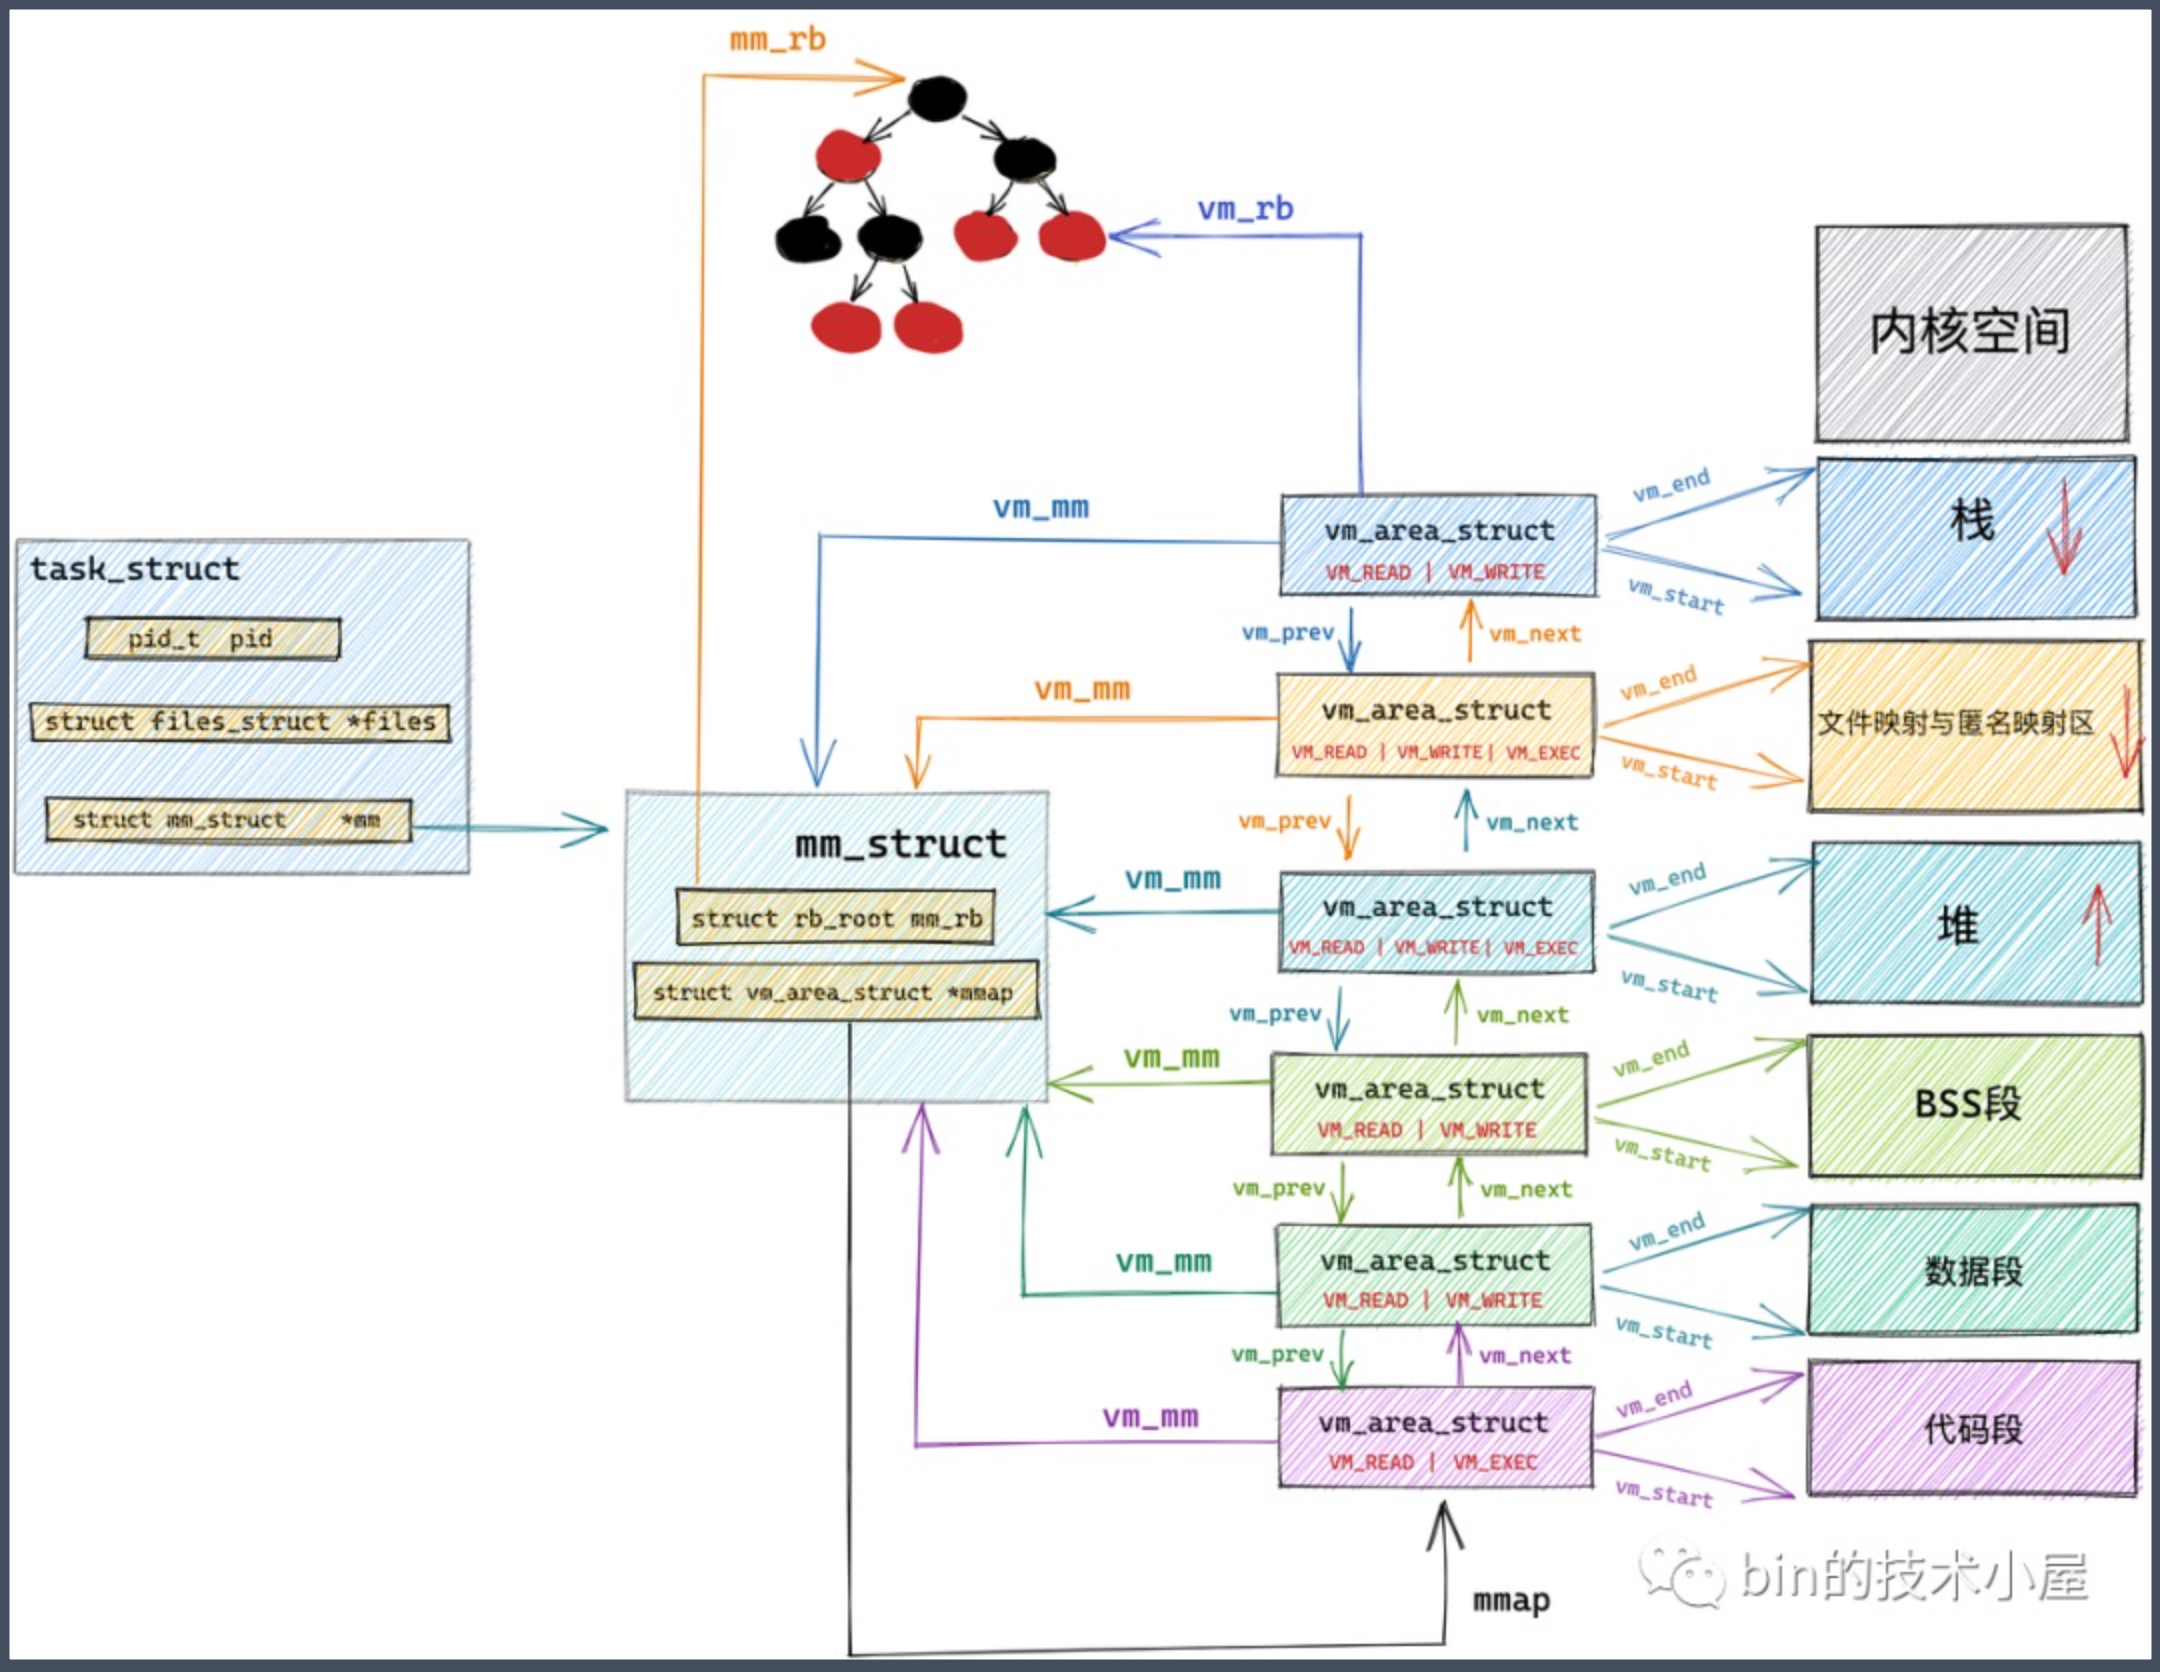 mm_rb
vm_rb
内核空间
task_struct
pid_t pid
struct files_struct *files
struct mm_struct *mm
mm_struct
struct rb_root mm_rb
struct vm_area_struct *mmap
vm_mm
vm_area_struct
VM_READ | VM_WRITE
vm_end
vm_start
栈
vm_prev
vm_next
vm_mm
vm_area_struct
VM_READ | VM_WRITE | VM_EXEC
vm_end
vm_start
文件映射与匿名映射区
vm_prev
vm_next
vm_mm
vm_area_struct
VM_READ | VM_WRITE | VM_EXEC
vm_end
vm_start
堆
vm_prev
vm_next
vm_mm
vm_area_struct
VM_READ | VM_WRITE
vm_end
vm_start
BSS段
vm_prev
vm_next
vm_mm
vm_area_struct
VM_READ | VM_WRITE
vm_end
vm_start
数据段
vm_prev
vm_next
vm_mm
vm_area_struct
VM_READ | VM_EXEC
vm_end
vm_start
代码段
mmap
bin的技术小屋